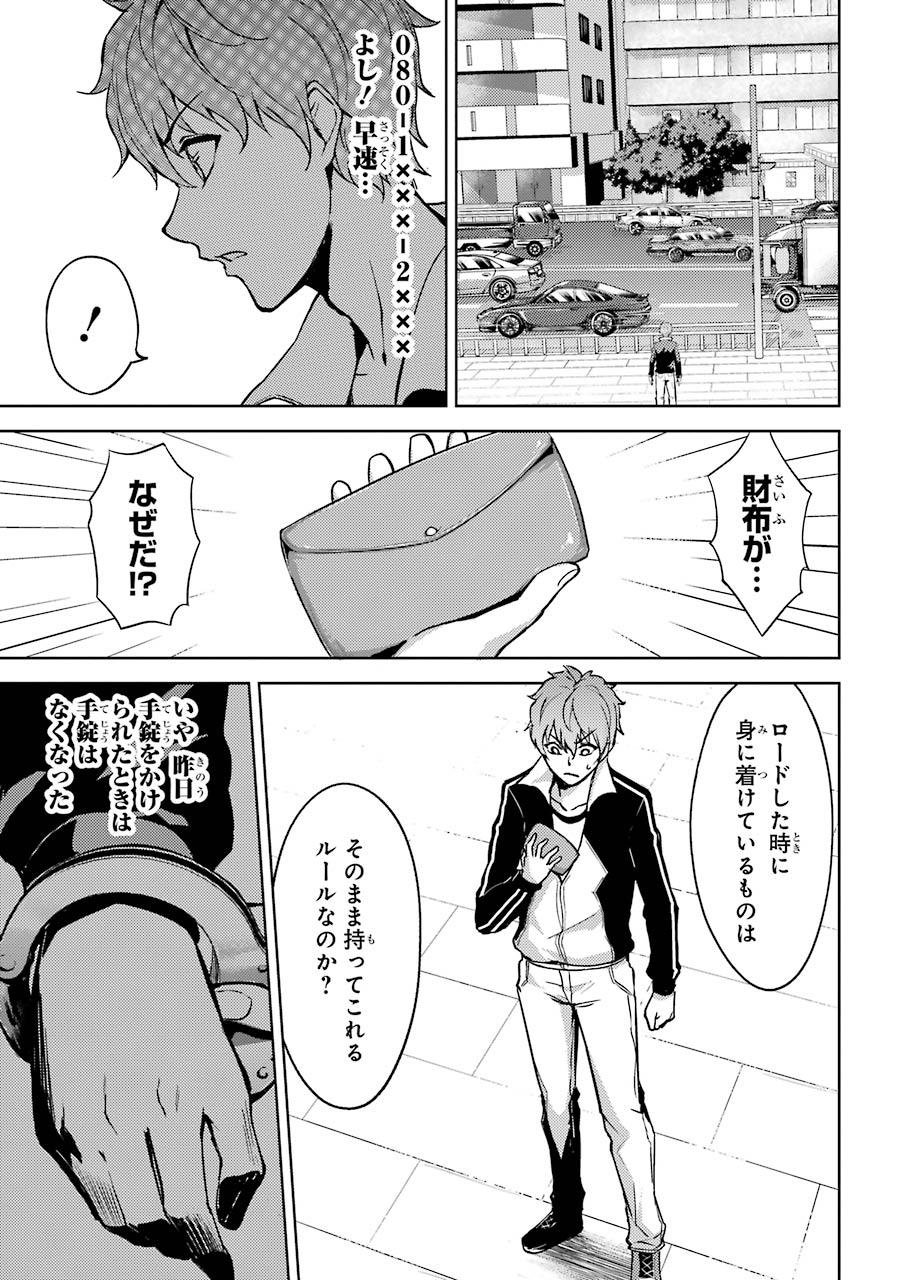 080-1×××-2×××
よし！早速…
！
財布が…
なぜだ!?
ロードした時に
身に着けているものは
そのまま持ってこれる
ルールなのか？
いや 昨日
手錠をかけ
られたときは
手錠は
なくなった